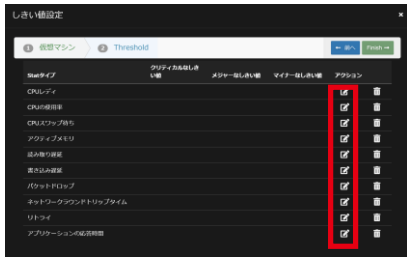 しきい値設定 ×
1 仮想マシン 2 Threshold ← 前へ Finish →
Statタイプ クリティカルなしきい値 メジャーなしきい値 マイナーなしきい値 アクション
CPUレディ
CPUの使用率
CPUスワップ待ち
アクティブメモリ
読み取り遅延
書き込み遅延
パケットドロップ
ネットワークラウンドトリップタイム
リトライ
アプリケーションの応答時間